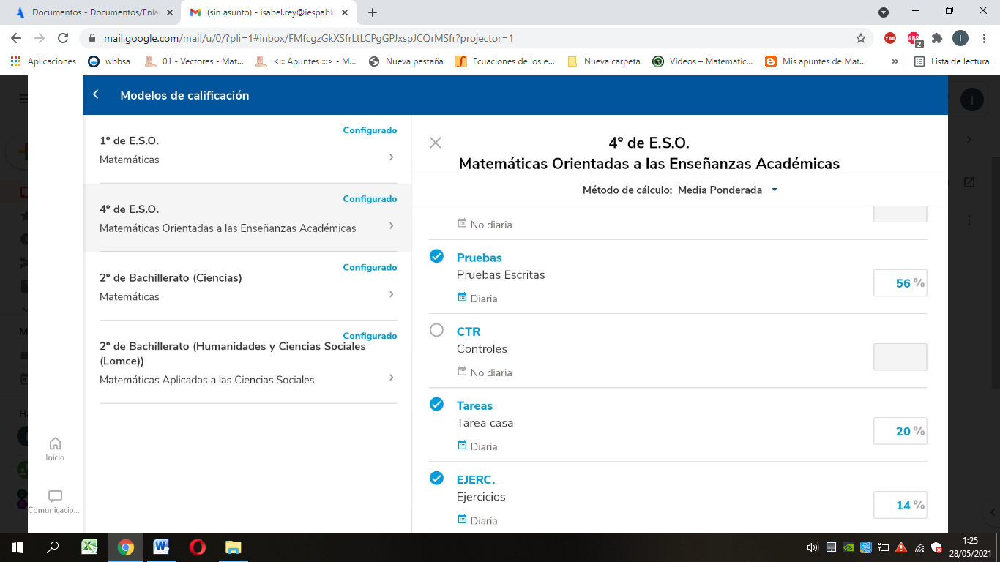 Documentos - Documentos/Enla
(sin asunto) - isabel.rey@iespablo
mail.google.com/mail/u/0/?pli=1#inbox/FMfcgzGkXSfrLtLCPgGPJxspJCQrMSfr?projector=1
YAB
ABP
2
I
Aplicaciones
wbbsa
01 - Vectores - Mat...
<::: Apuntes :::> - M...
Nueva pestaña
Ecuaciones de los e...
Nueva carpeta
Videos – Matematic...
Mis apuntes de Mat...
»
Lista de lectura
Modelos de calificación
I
Configurado
1º de E.S.O.
Matemáticas
Configurado
4º de E.S.O.
Matemáticas Orientadas a las Enseñanzas Académicas
Configurado
2º de Bachillerato (Ciencias)
Matemáticas
Configurado
2º de Bachillerato (Humanidades y Ciencias Sociales
(Lomce))
Matemáticas Aplicadas a las Ciencias Sociales
Inicio
Comunicacio...
4º de E.S.O.
Matemáticas Orientadas a las Enseñanzas Académicas
Método de cálculo: Media Ponderada
No diaria
Pruebas
Pruebas Escritas
56 %
Diaria
CTR
Controles
No diaria
Tareas
Tarea casa
20 %
Diaria
EJERC.
Ejercicios
14 %
Diaria
1:25
28/05/2021